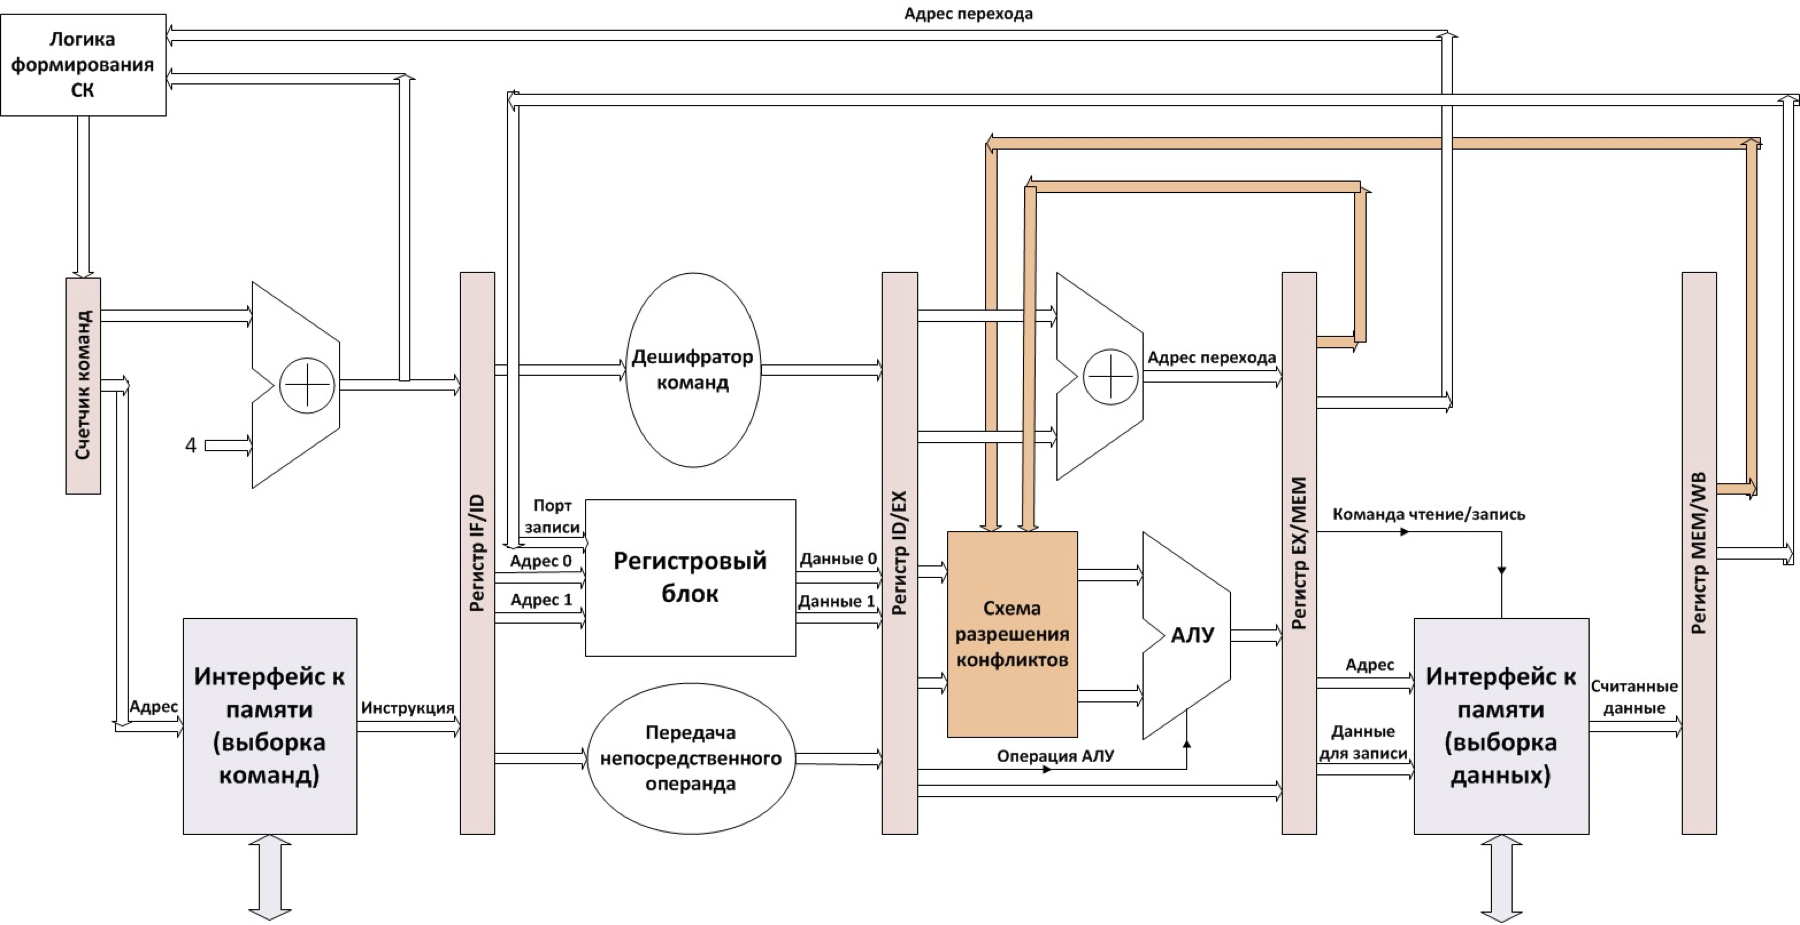 Адрес перехода
Логика
формирования
СК
Счетчик команд
4
Адрес
Интерфейс к
памяти
(выборка
команд)
Инструкция
Регистр IF/ID
Дешифратор
команд
Порт
записи
Адрес 0
Адрес 1
Регистровый
блок
Данные 0
Данные 1
Передача
непосредственного
операнда
Регистр ID/EX
Адрес перехода
Схема
разрешения
конфликтов
АЛУ
Операция АЛУ
Регистр EX/MEM
Команда чтение/запись
Адрес
Данные
для записи
Интерфейс к
памяти
(выборка
данных)
Считанные
данные
Регистр MEM/WB